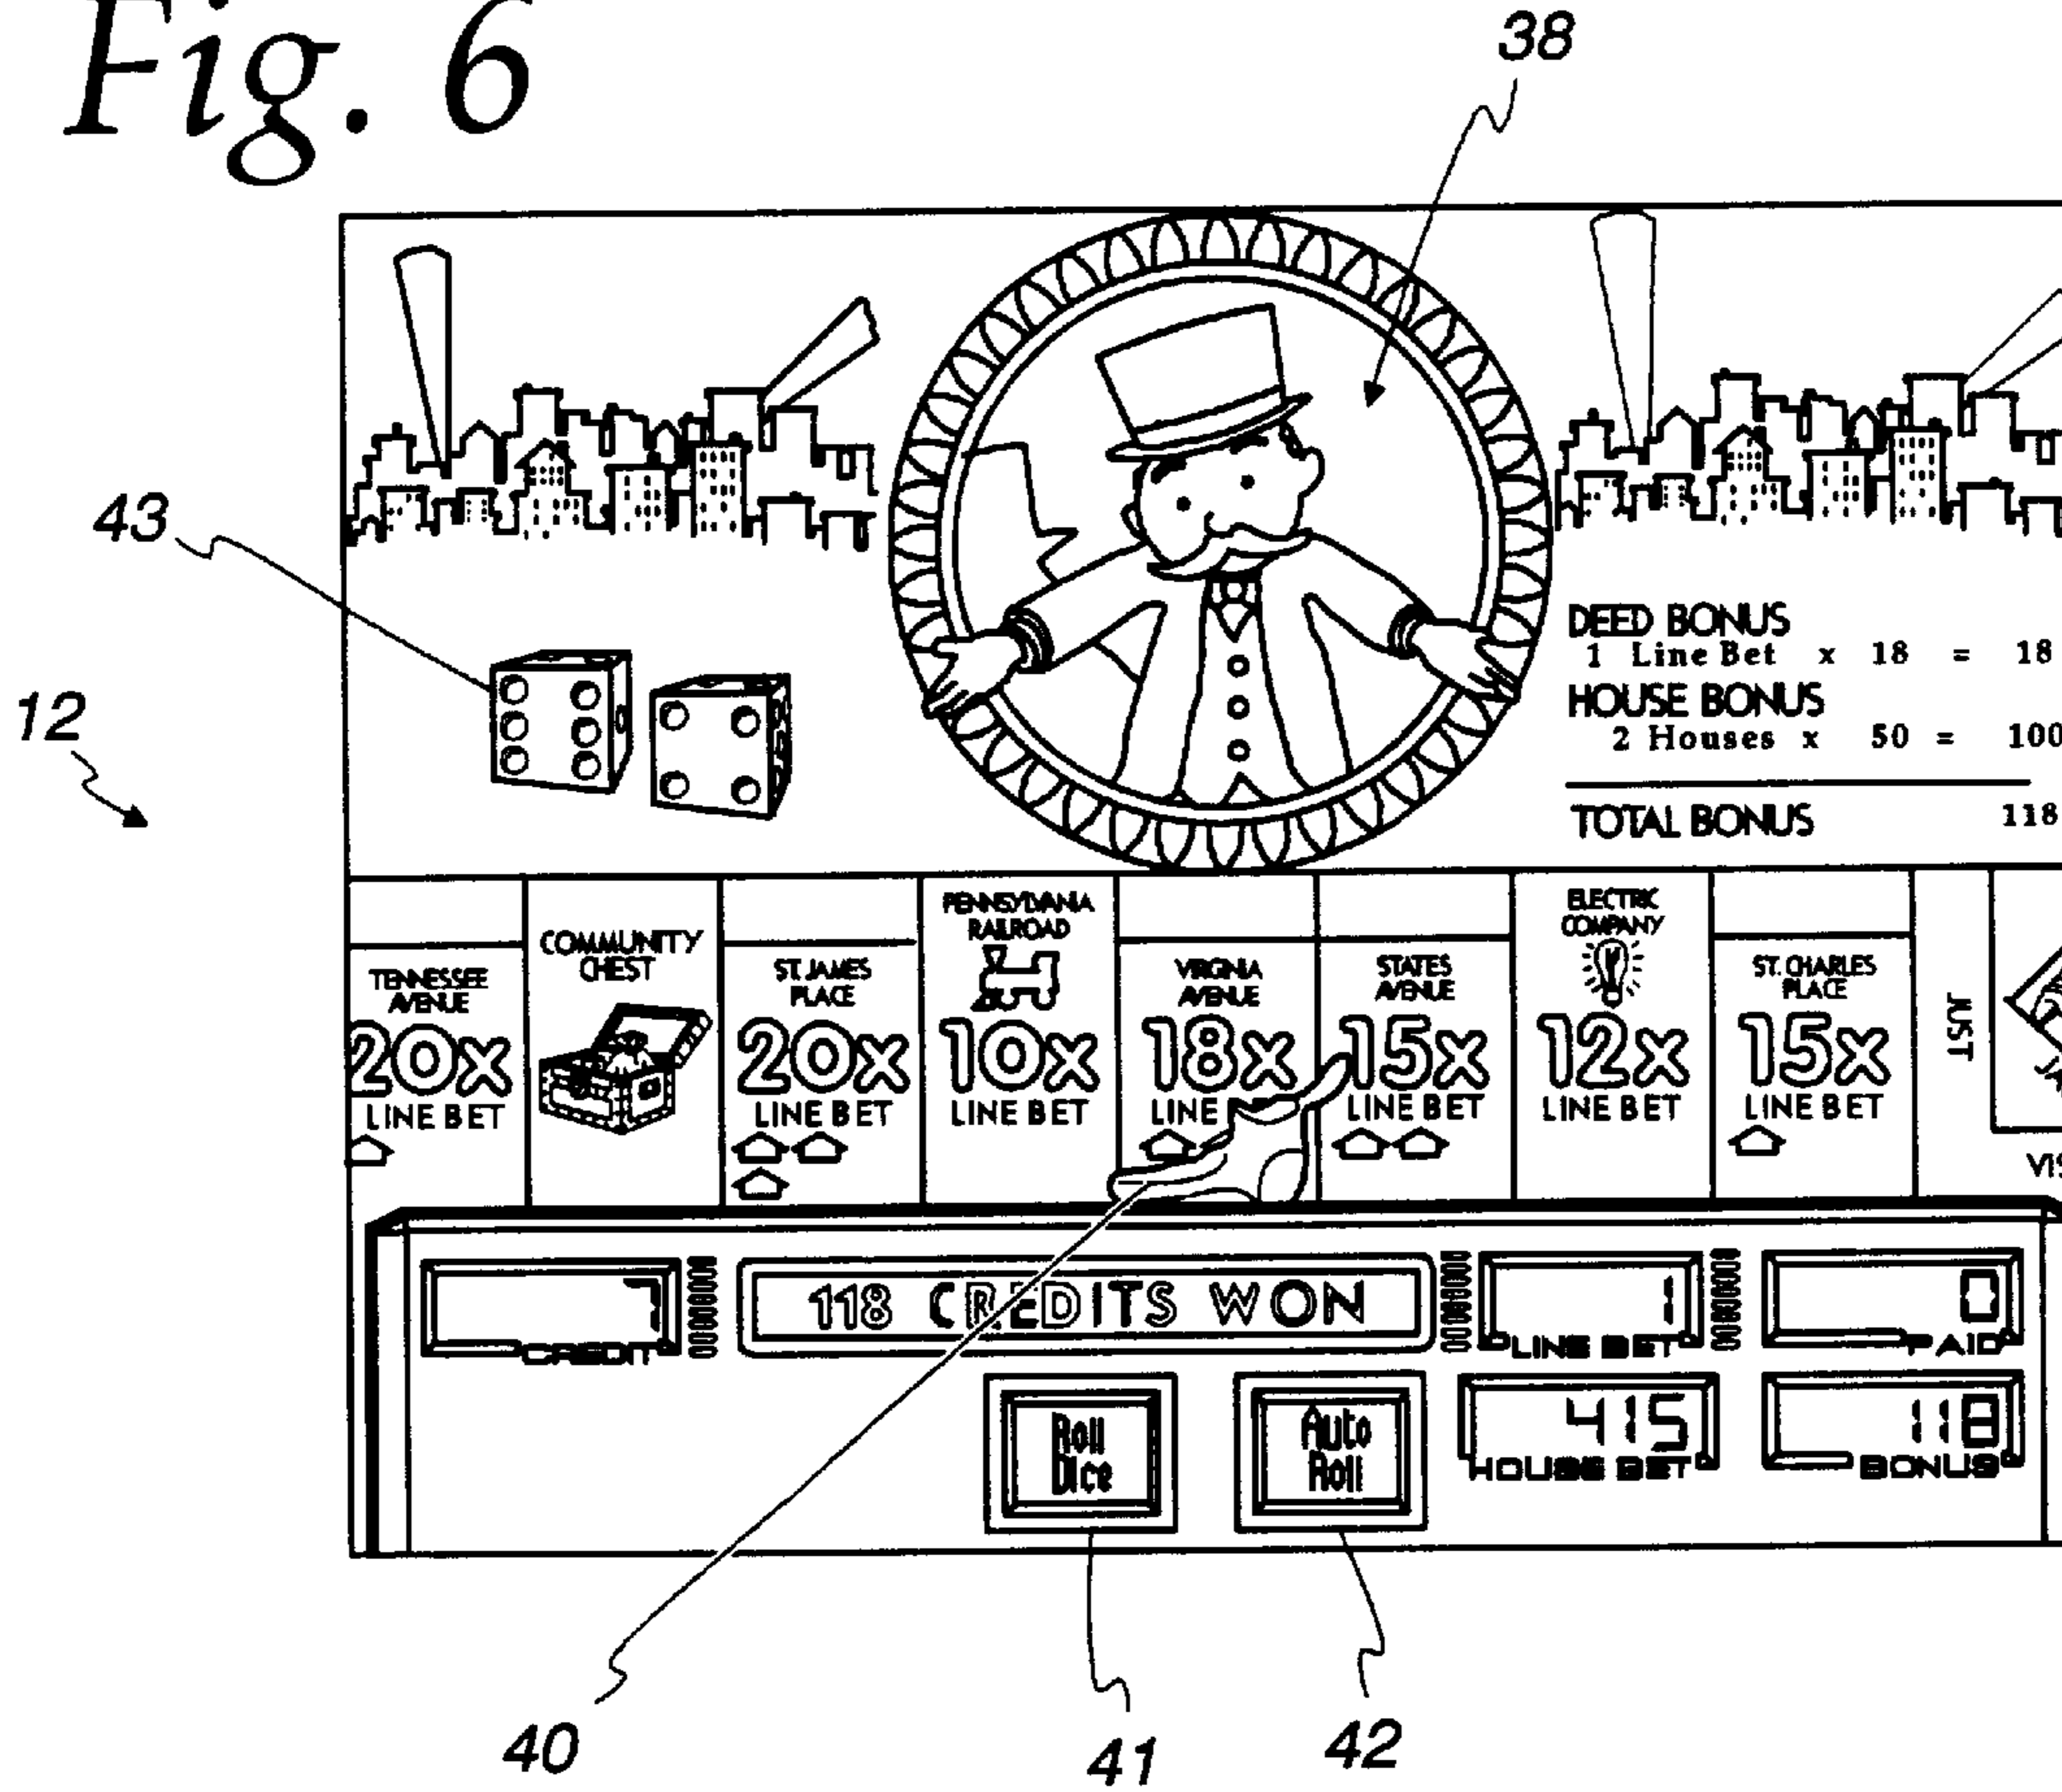 Fig. 6
38
43
12
DEED BONUS
1 Line Bet x 18 = 18
HOUSE BONUS
2 Houses x 50 = 100
TOTAL BONUS 118
TENNESSEE
AVENUE
20x
LINE BET
COMMUNITY
CHEST
ST. JAMES
PLACE
20x
LINE BET
PENNSYLVANIA
RAILROAD
10x
LINE BET
VIRGINIA
AVENUE
18x
LINE
STATES
AVENUE
15x
LINE BET
ELECTRIC
COMPANY
12x
LINE BET
ST. CHARLES
PLACE
15x
LINE BET
JUST
VIS
7
CREDIT
118 CREDITS WON
1
LINE BET
0
PAID
Roll
Dice
Auto
Roll
415
HOUSE BET
118
BONUS
40
41
42